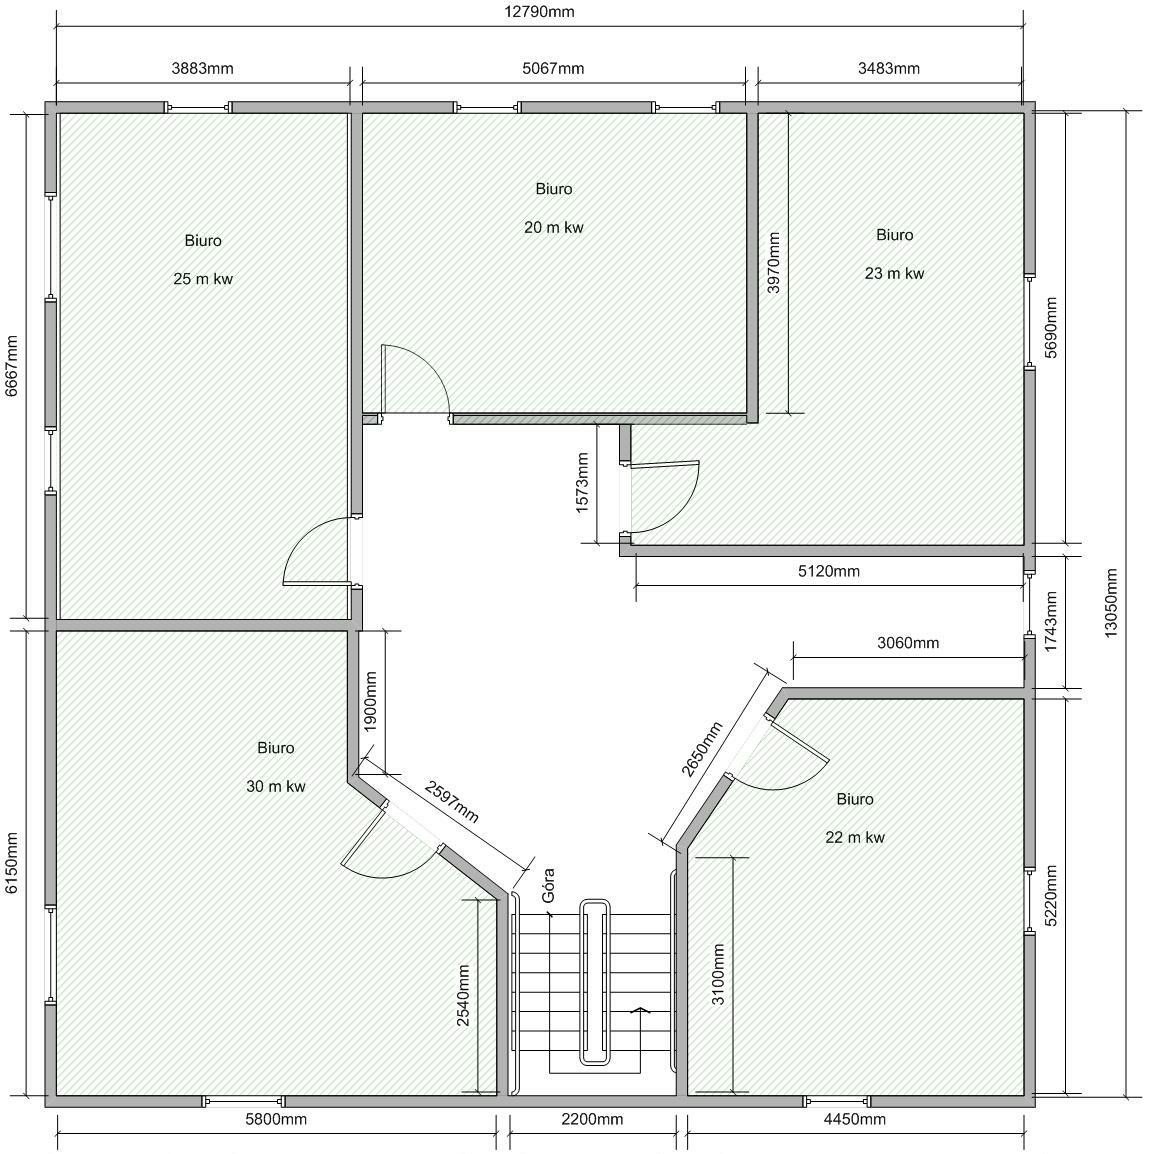 12790mm
3883mm
5067mm
3483mm
Biuro
20 m kw
Biuro
25 m kw
Biuro
23 m kw
3970mm
5690mm
6667mm
1573mm
5120mm
13050mm
1743mm
3060mm
1900mm
2650mm
Biuro
30 m kw
2597mm
Biuro
22 m kw
6150mm
Góra
5220mm
2540mm
3100mm
5800mm
2200mm
4450mm